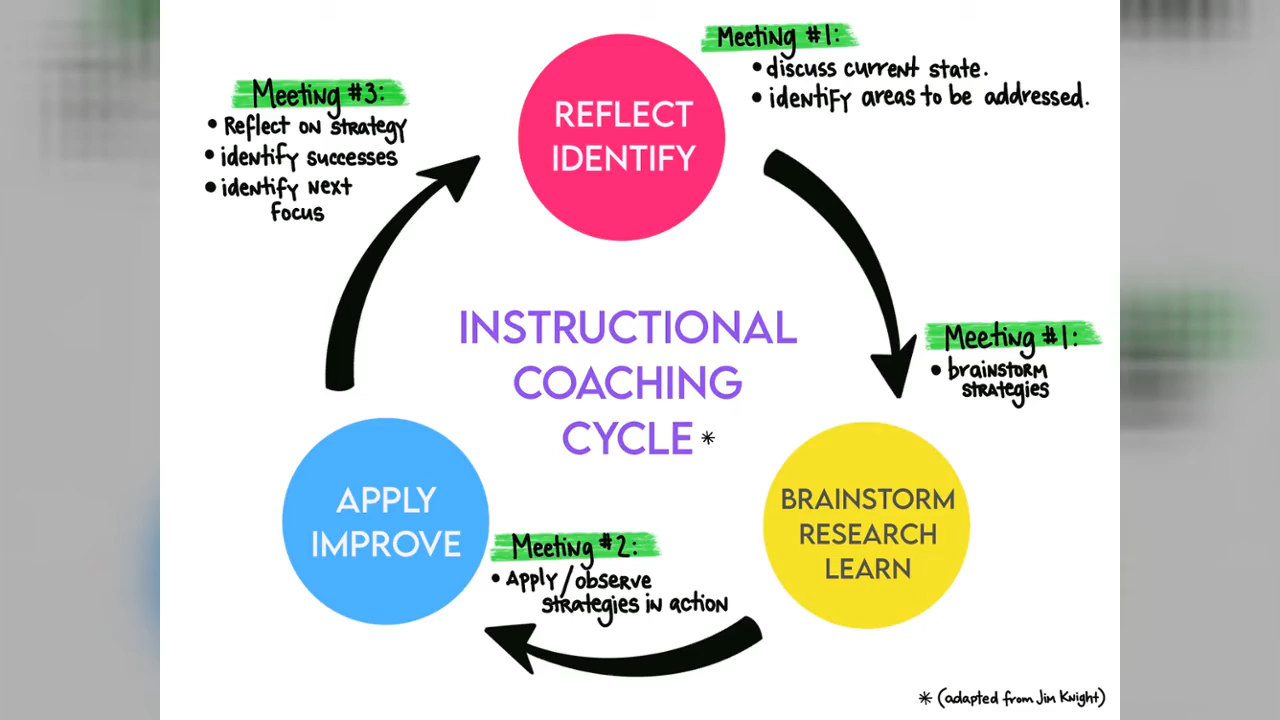 Meeting #1:
• discuss current state.
• identify areas to be addressed.
REFLECT
IDENTIFY
Meeting #3:
• Reflect on strategy
• identify successes
• identify next
focus
INSTRUCTIONAL
COACHING
CYCLE *
Meeting #1:
• brainstorm
strategies
BRAINSTORM
RESEARCH
LEARN
Meeting #2:
• Apply/observe
strategies in action
APPLY
IMPROVE
* (adapted from Jim Knight)